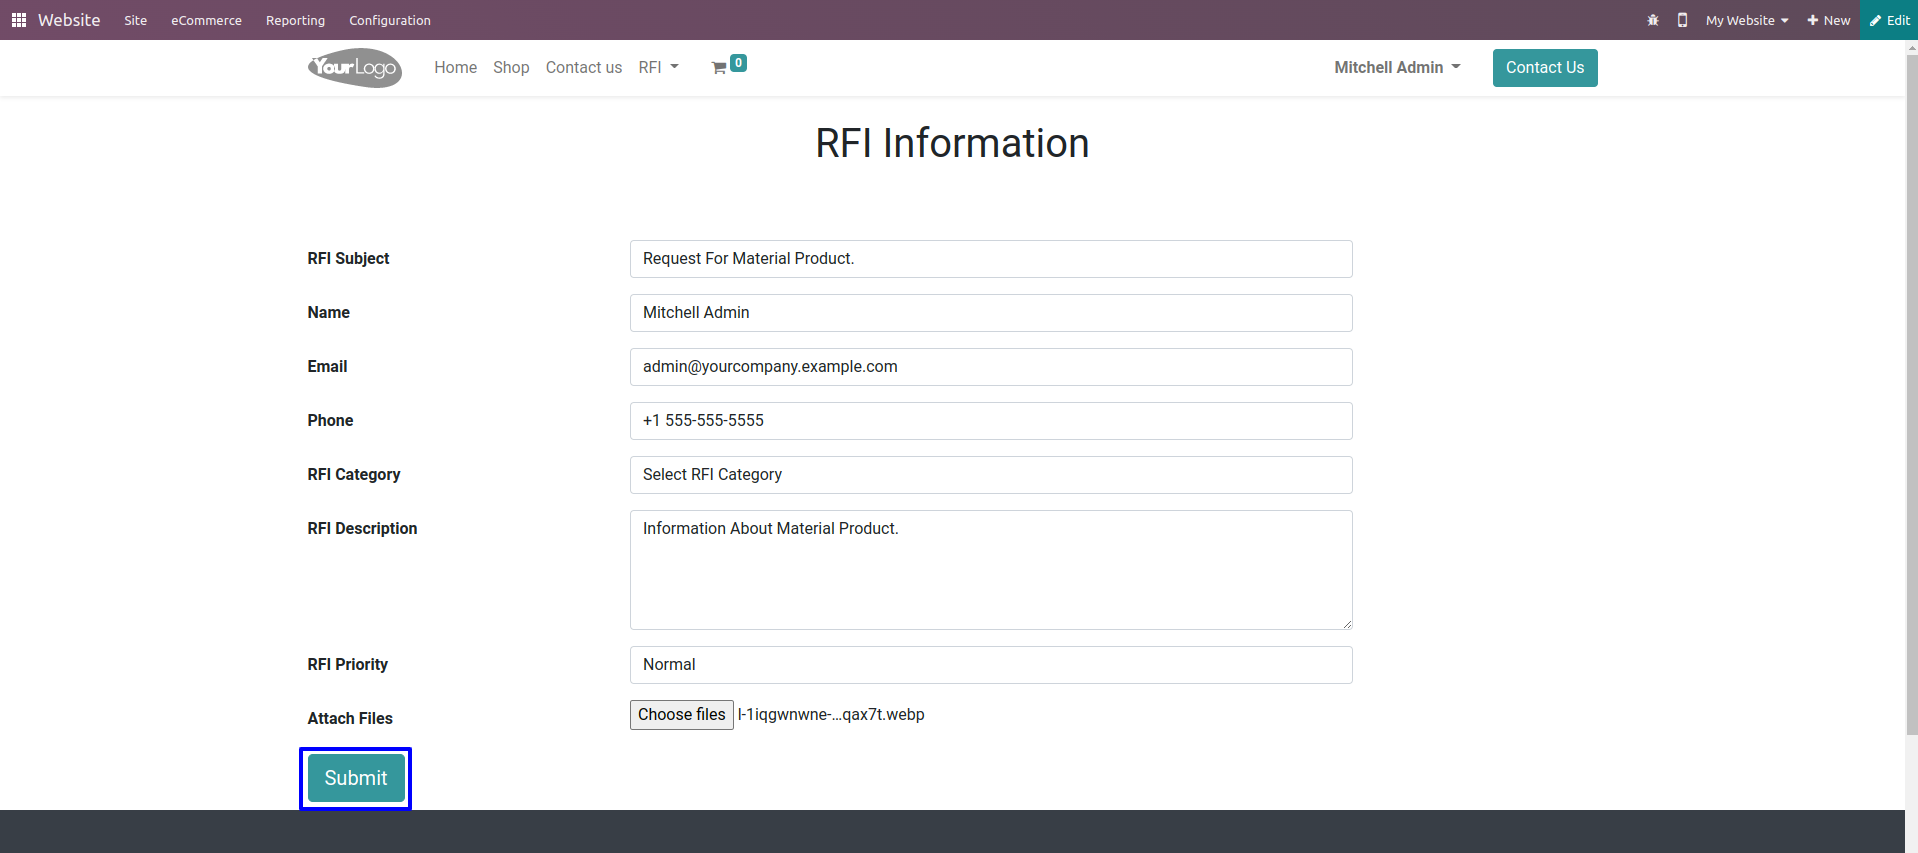 Website Site eCommerce Reporting Configuration My Website New Edit
YourLogo Home Shop Contact us RFI 0 Mitchell Admin Contact Us
RFI Information
RFI Subject Request For Material Product.
Name Mitchell Admin
Email admin@yourcompany.example.com
Phone +1 555-555-5555
RFI Category Select RFI Category
RFI Description Information About Material Product.
RFI Priority Normal
Attach Files Choose files l-1iqgwnwne-...qax7t.webp
Submit